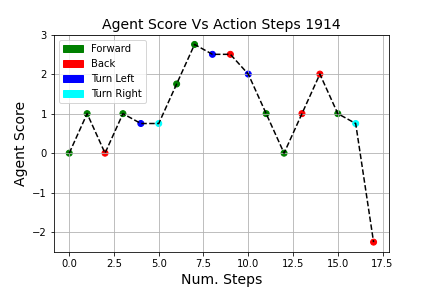 Agent Score Vs Action Steps 1914
Agent Score
3
2
1
0
−1
−2
Forward
Back
Turn Left
Turn Right
0.0 2.5 5.0 7.5 10.0 12.5 15.0 17.5
Num. Steps